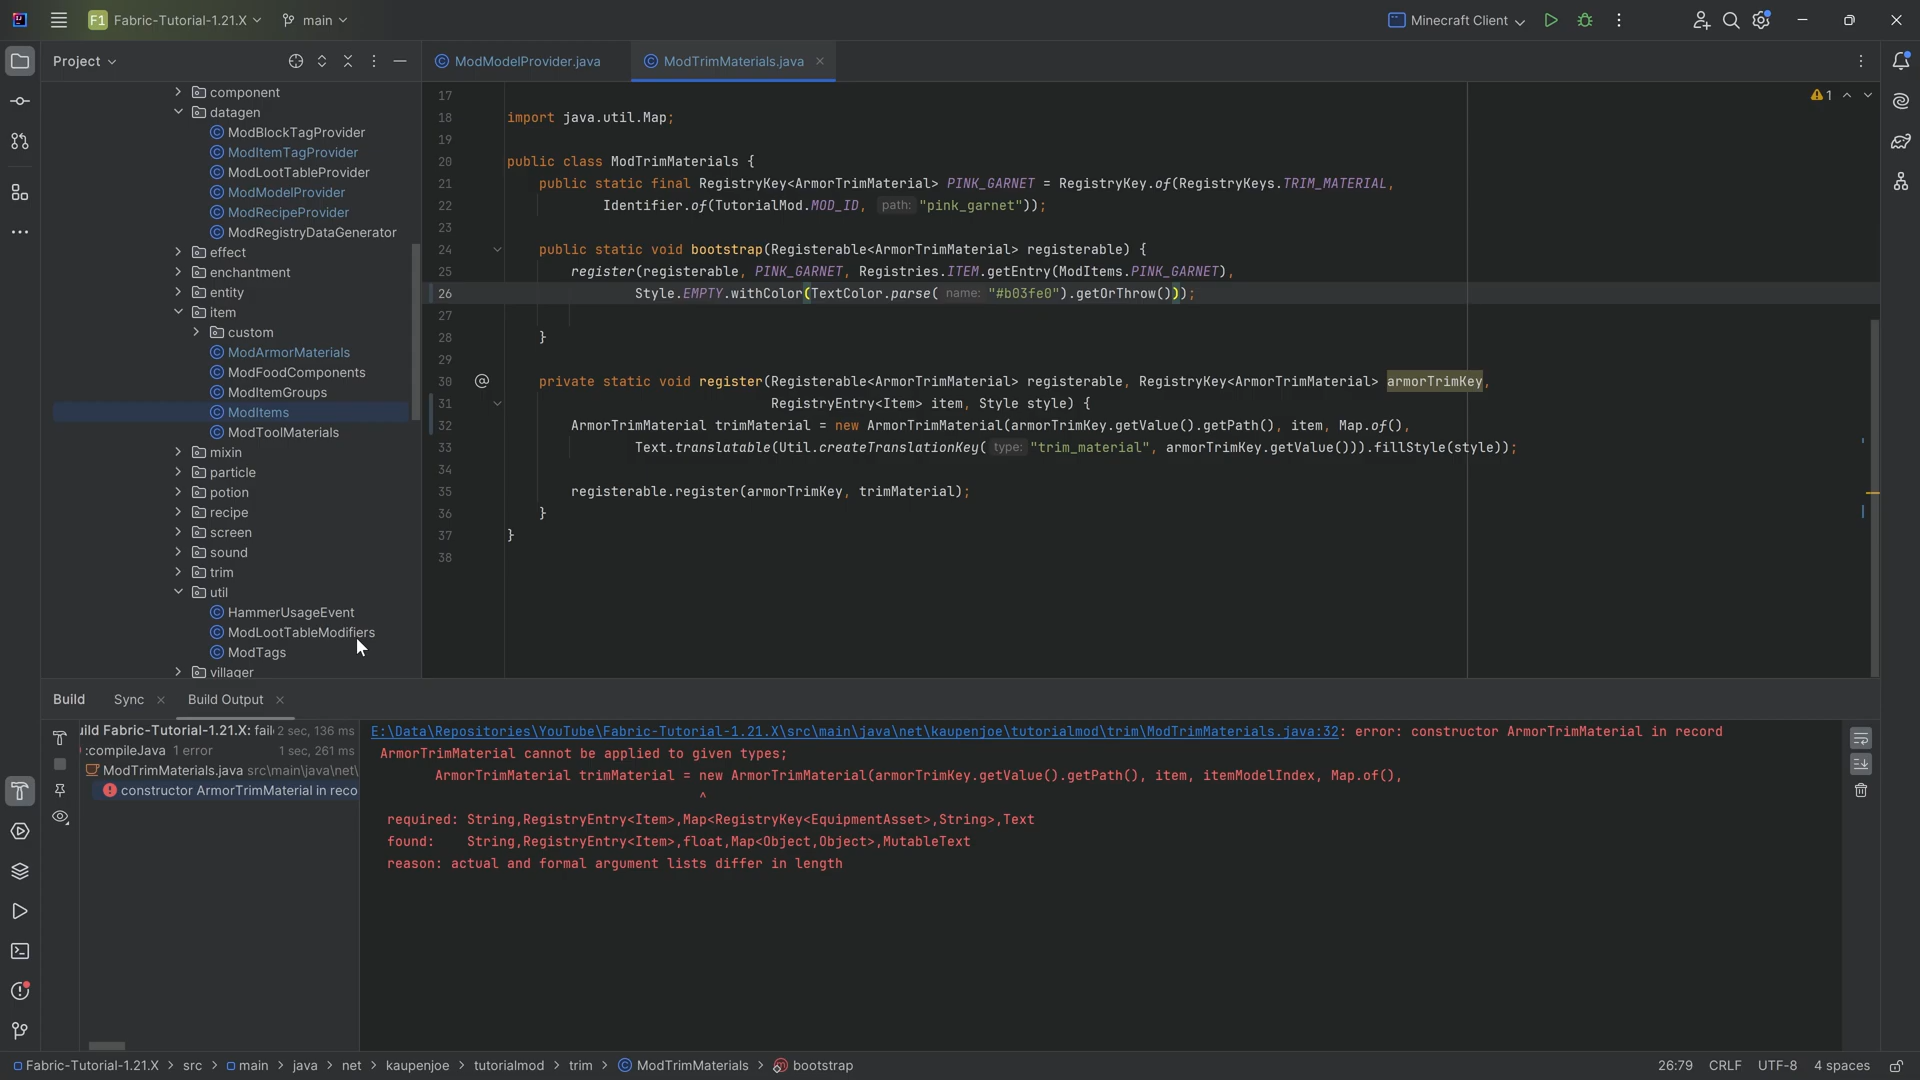 F1 Fabric-Tutorial-1.21.X main Minecraft Client
Project
ModModelProvider.java
ModTrimMaterials.java
component
datagen
ModBlockTagProvider
ModItemTagProvider
ModLootTableProvider
ModModelProvider
ModRecipeProvider
ModRegistryDataGenerator
effect
enchantment
entity
item
custom
ModArmorMaterials
ModFoodComponents
ModItemGroups
ModItems
ModToolMaterials
mixin
particle
potion
recipe
screen
sound
trim
util
HammerUsageEvent
ModLootTableModifiers
ModTags
villager
1
17
18 import java.util.Map;
19
20 public class ModTrimMaterials {
21 public static final RegistryKey<ArmorTrimMaterial> PINK_GARNET = RegistryKey.of(RegistryKeys.TRIM_MATERIAL,
22 Identifier.of(TutorialMod.MOD_ID, path: "pink_garnet"));
23
24 public static void bootstrap(Registerable<ArmorTrimMaterial> registerable) {
25 register(registerable, PINK_GARNET, Registries.ITEM.getEntry(ModItems.PINK_GARNET),
26 Style.EMPTY.withColor(TextColor.parse( name: "#b03fe0").getOrThrow()));
27
28 }
29
30 private static void register(Registerable<ArmorTrimMaterial> registerable, RegistryKey<ArmorTrimMaterial> armorTrimKey,
31 RegistryEntry<Item> item, Style style) {
32 ArmorTrimMaterial trimMaterial = new ArmorTrimMaterial(armorTrimKey.getValue().getPath(), item, Map.of(),
33 Text.translatable(Util.createTranslationKey( type: "trim_material", armorTrimKey.getValue())).fillStyle(style));
34
35 registerable.register(armorTrimKey, trimMaterial);
36 }
37 }
38
Build Sync Build Output
uild Fabric-Tutorial-1.21.X: faile 2 sec, 136 ms
:compileJava 1 error 1 sec, 261 ms
ModTrimMaterials.java src\main\java\net\
constructor ArmorTrimMaterial in reco
E:\Data\Repositories\YouTube\Fabric-Tutorial-1.21.X\src\main\java\net\kaupenjoe\tutorialmod\trim\ModTrimMaterials.java:32: error: constructor ArmorTrimMaterial in record
ArmorTrimMaterial cannot be applied to given types;
ArmorTrimMaterial trimMaterial = new ArmorTrimMaterial(armorTrimKey.getValue().getPath(), item, itemModelIndex, Map.of(),
^
required: String,RegistryEntry<Item>,Map<RegistryKey<EquipmentAsset>,String>,Text
found: String,RegistryEntry<Item>,float,Map<Object,Object>,MutableText
reason: actual and formal argument lists differ in length
Fabric-Tutorial-1.21.X > src > main > java > net > kaupenjoe > tutorialmod > trim > ModTrimMaterials > bootstrap 26:79 CRLF UTF-8 4 spaces